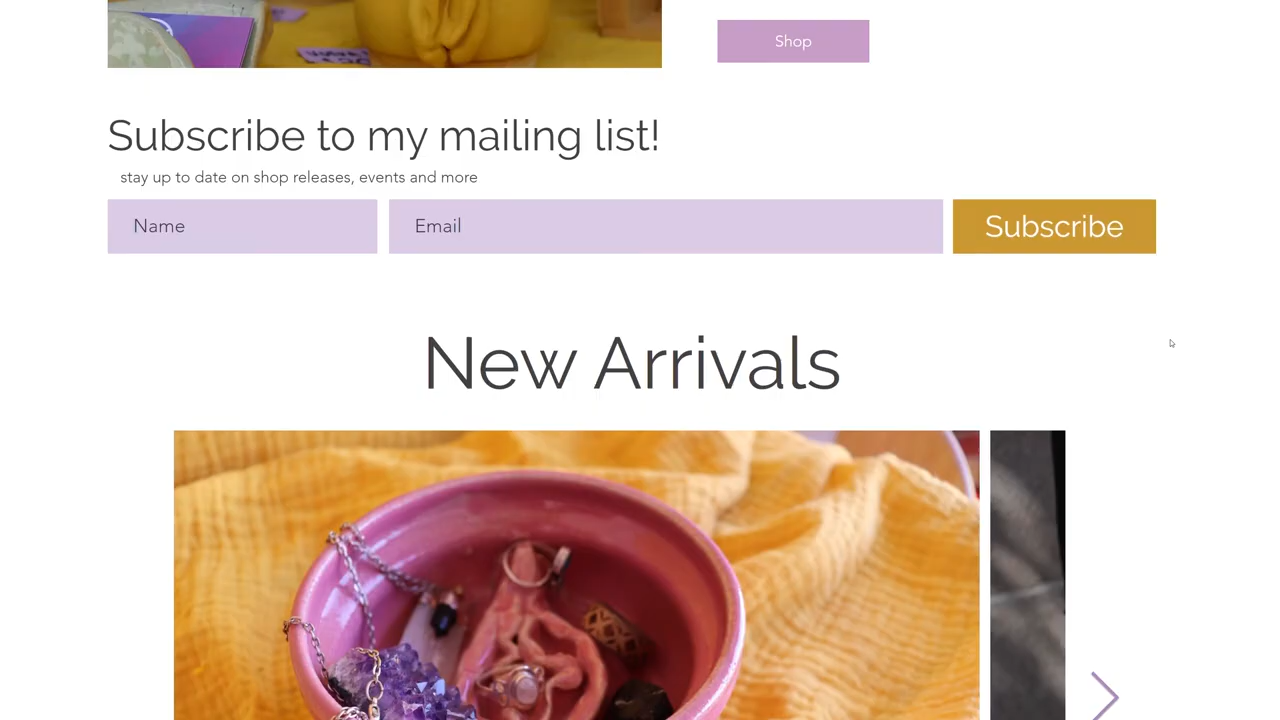 Shop
Subscribe to my mailing list!
stay up to date on shop releases, events and more
Name
Email
Subscribe
New Arrivals